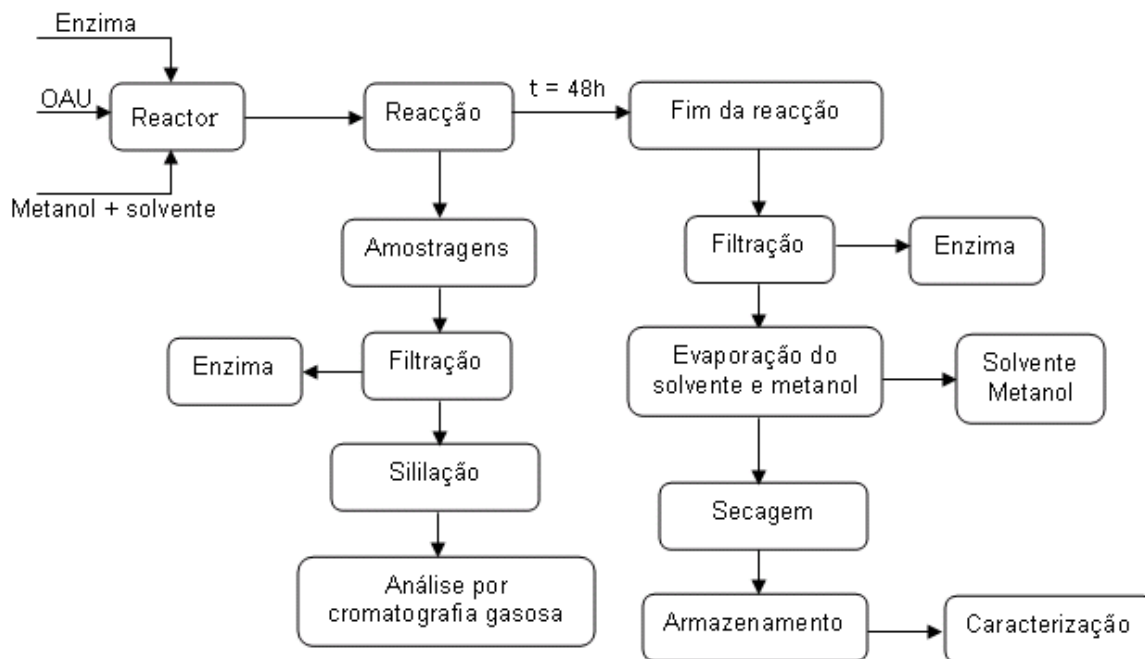 Enzima
OAU
Metanol + solvente
Reactor
Reacção
t = 48h
Fim da reacção
Amostragens
Filtração
Enzima
Sililação
Análise por
cromatografia gasosa
Filtração
Enzima
Evaporação do
solvente e metanol
Solvente
Metanol
Secagem
Armazenamento
Caracterização